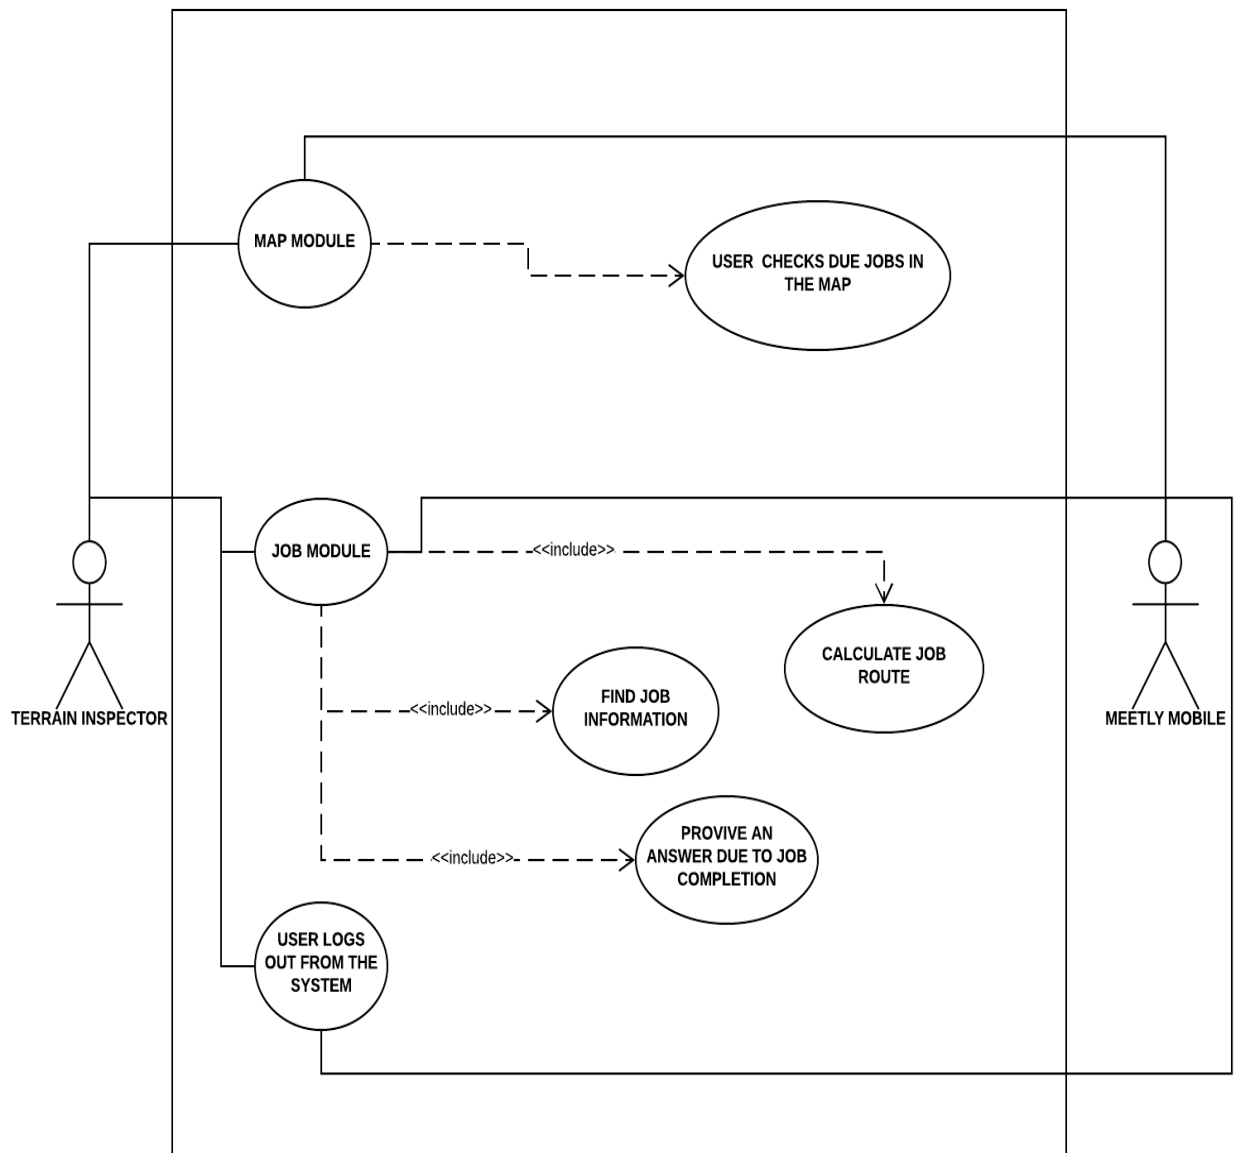 MAP MODULE
USER  CHECKS DUE JOBS IN
THE MAP
JOB MODULE
<<include>>
CALCULATE JOB
ROUTE
FIND JOB
INFORMATION
<<include>>
TERRAIN INSPECTOR
MEETLY MOBILE
PROVIVE AN
ANSWER DUE TO JOB
COMPLETION
<<include>>
USER LOGS
OUT FROM THE
SYSTEM